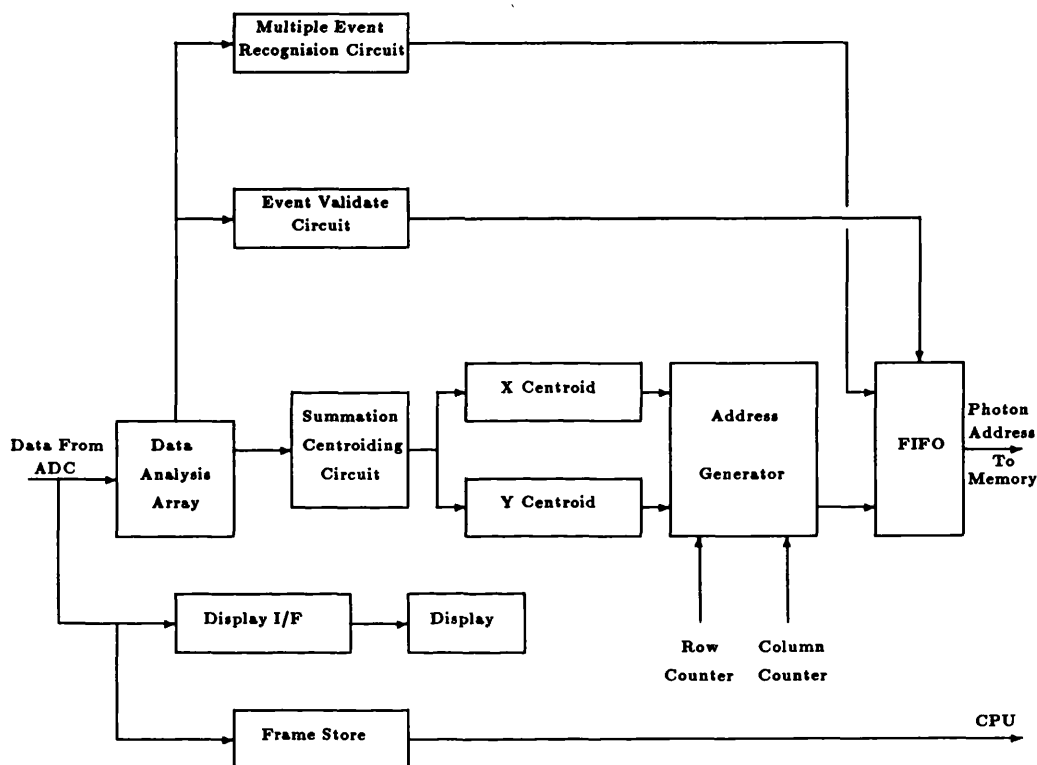 Multiple Event
Recognision Circuit
Event Validate
Circuit
Data From
ADC
Data
Analysis
Array
Summation
Centroiding
Circuit
X Centroid
Y Centroid
Address
Generator
FIFO
Photon
Address
To
Memory
Display I/F
Display
Row
Counter
Column
Counter
Frame Store
CPU